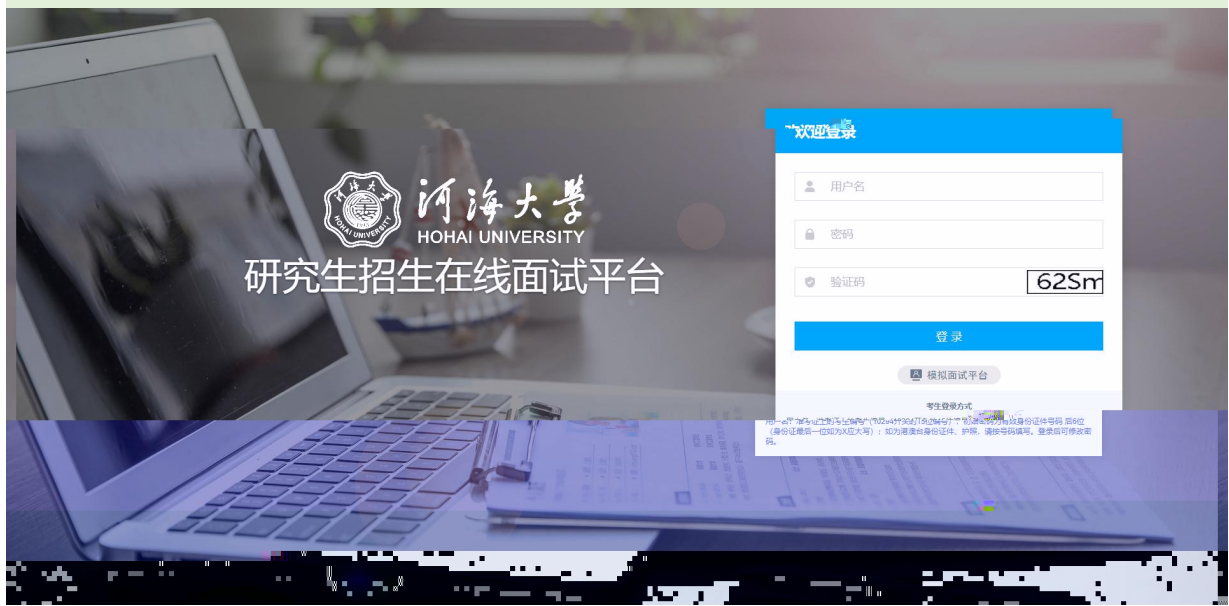 河海大学
HOHAI UNIVERSITY
研究生招生在线面试平台
欢迎登录
用户名
密码
验证码
62Sm
登 录
模拟面试平台
考生登录方式
后6位
(身份证最后一位如为X应大写)；如为港澳台身份证件、护照，请按号码填写。登录后可修改密
码。